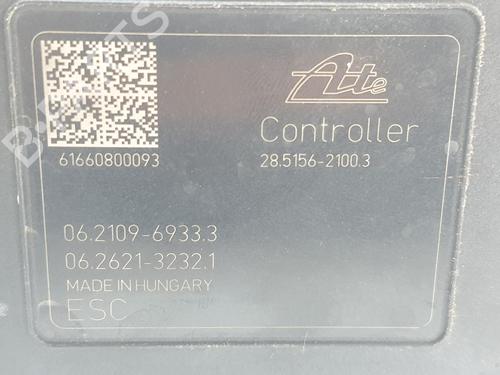 Ate
Controller
61660800093
28.5156-2100.3
06.2109-6933.3
06.2621-3232.1
MADE IN HUNGARY
ESC